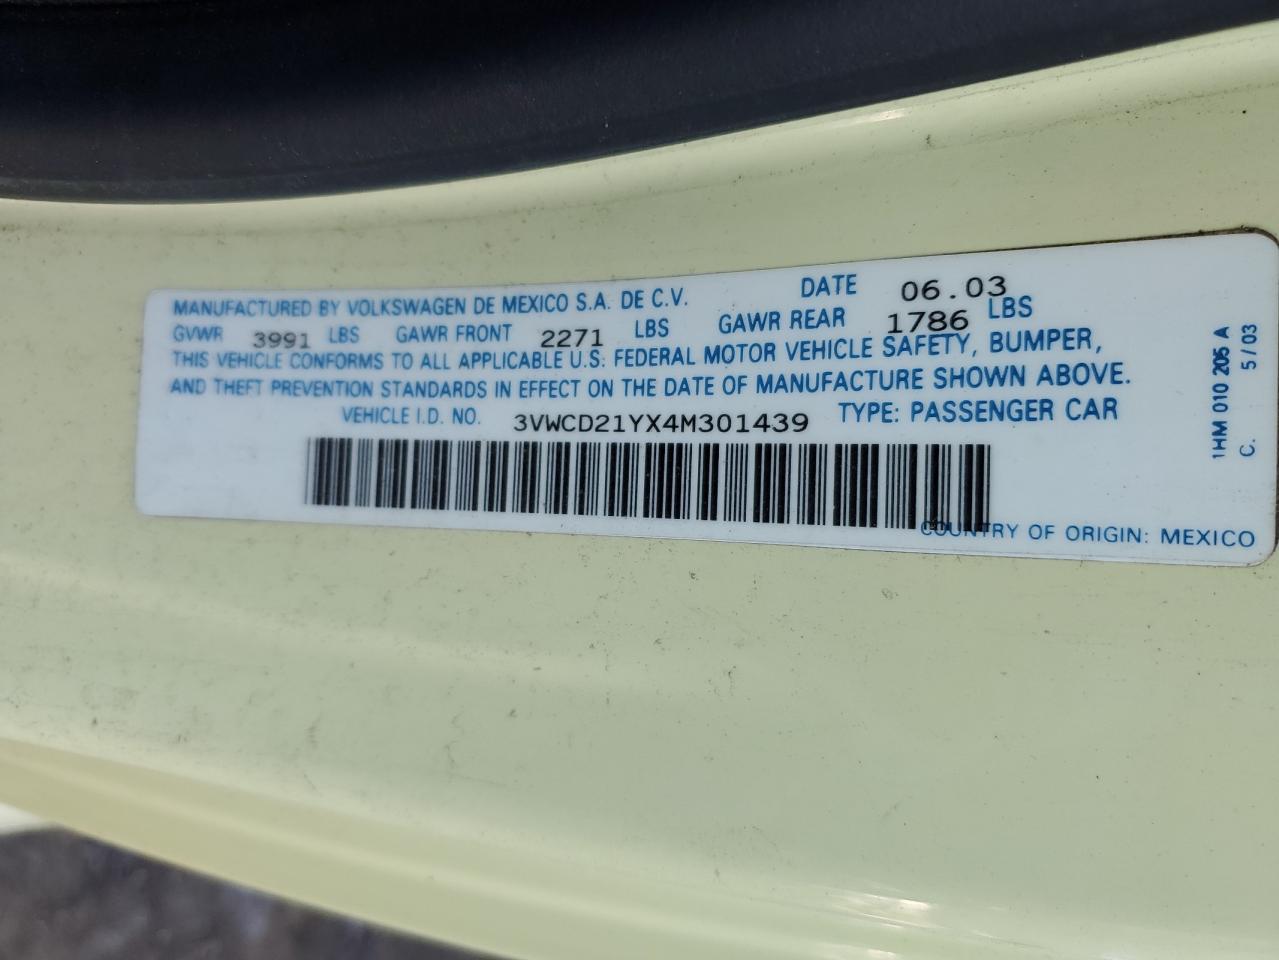 MANUFACTURED BY VOLKSWAGEN DE MEXICO S.A. DE C.V. DATE 06.03
GVWR 3991 LBS GAWR FRONT 2271 LBS GAWR REAR 1786 LBS
THIS VEHICLE CONFORMS TO ALL APPLICABLE U.S: FEDERAL MOTOR VEHICLE SAFETY, BUMPER,
AND THEFT PREVENTION STANDARDS IN EFFECT ON THE DATE OF MANUFACTURE SHOWN ABOVE.
VEHICLE I.D. NO. 3VWCD21YX4M301439 TYPE: PASSENGER CAR
COUNTRY OF ORIGIN: MEXICO
1HM 010 205 A
C. 5/03